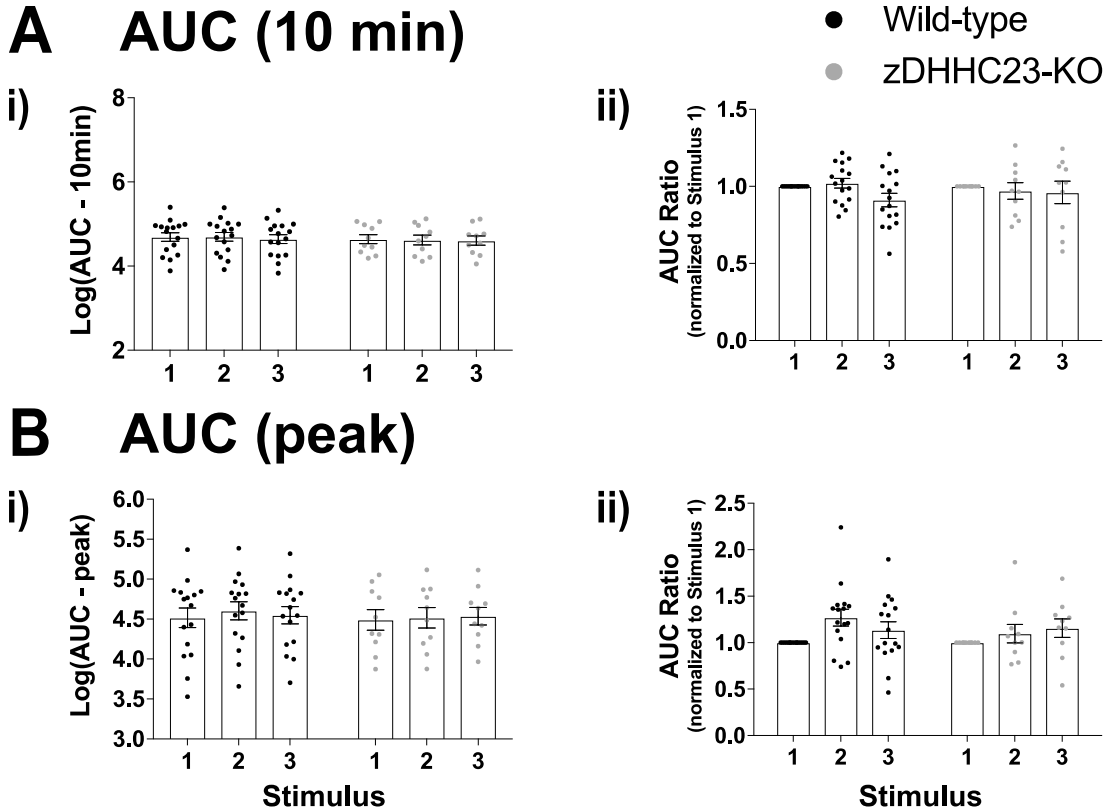 A AUC (10 min)
Wild-type
zDHHC23-KO
i)
Log(AUC - 10min)
8
6
4
2
1 2 3 1 2 3
ii)
AUC Ratio
(normalized to Stimulus 1)
1.5
1.0
0.5
0.0
1 2 3 1 2 3
B AUC (peak)
i)
Log(AUC - peak)
6.0
5.5
5.0
4.5
4.0
3.5
3.0
1 2 3 1 2 3
Stimulus
ii)
AUC Ratio
(normalized to Stimulus 1)
2.5
2.0
1.5
1.0
0.5
0.0
1 2 3 1 2 3
Stimulus